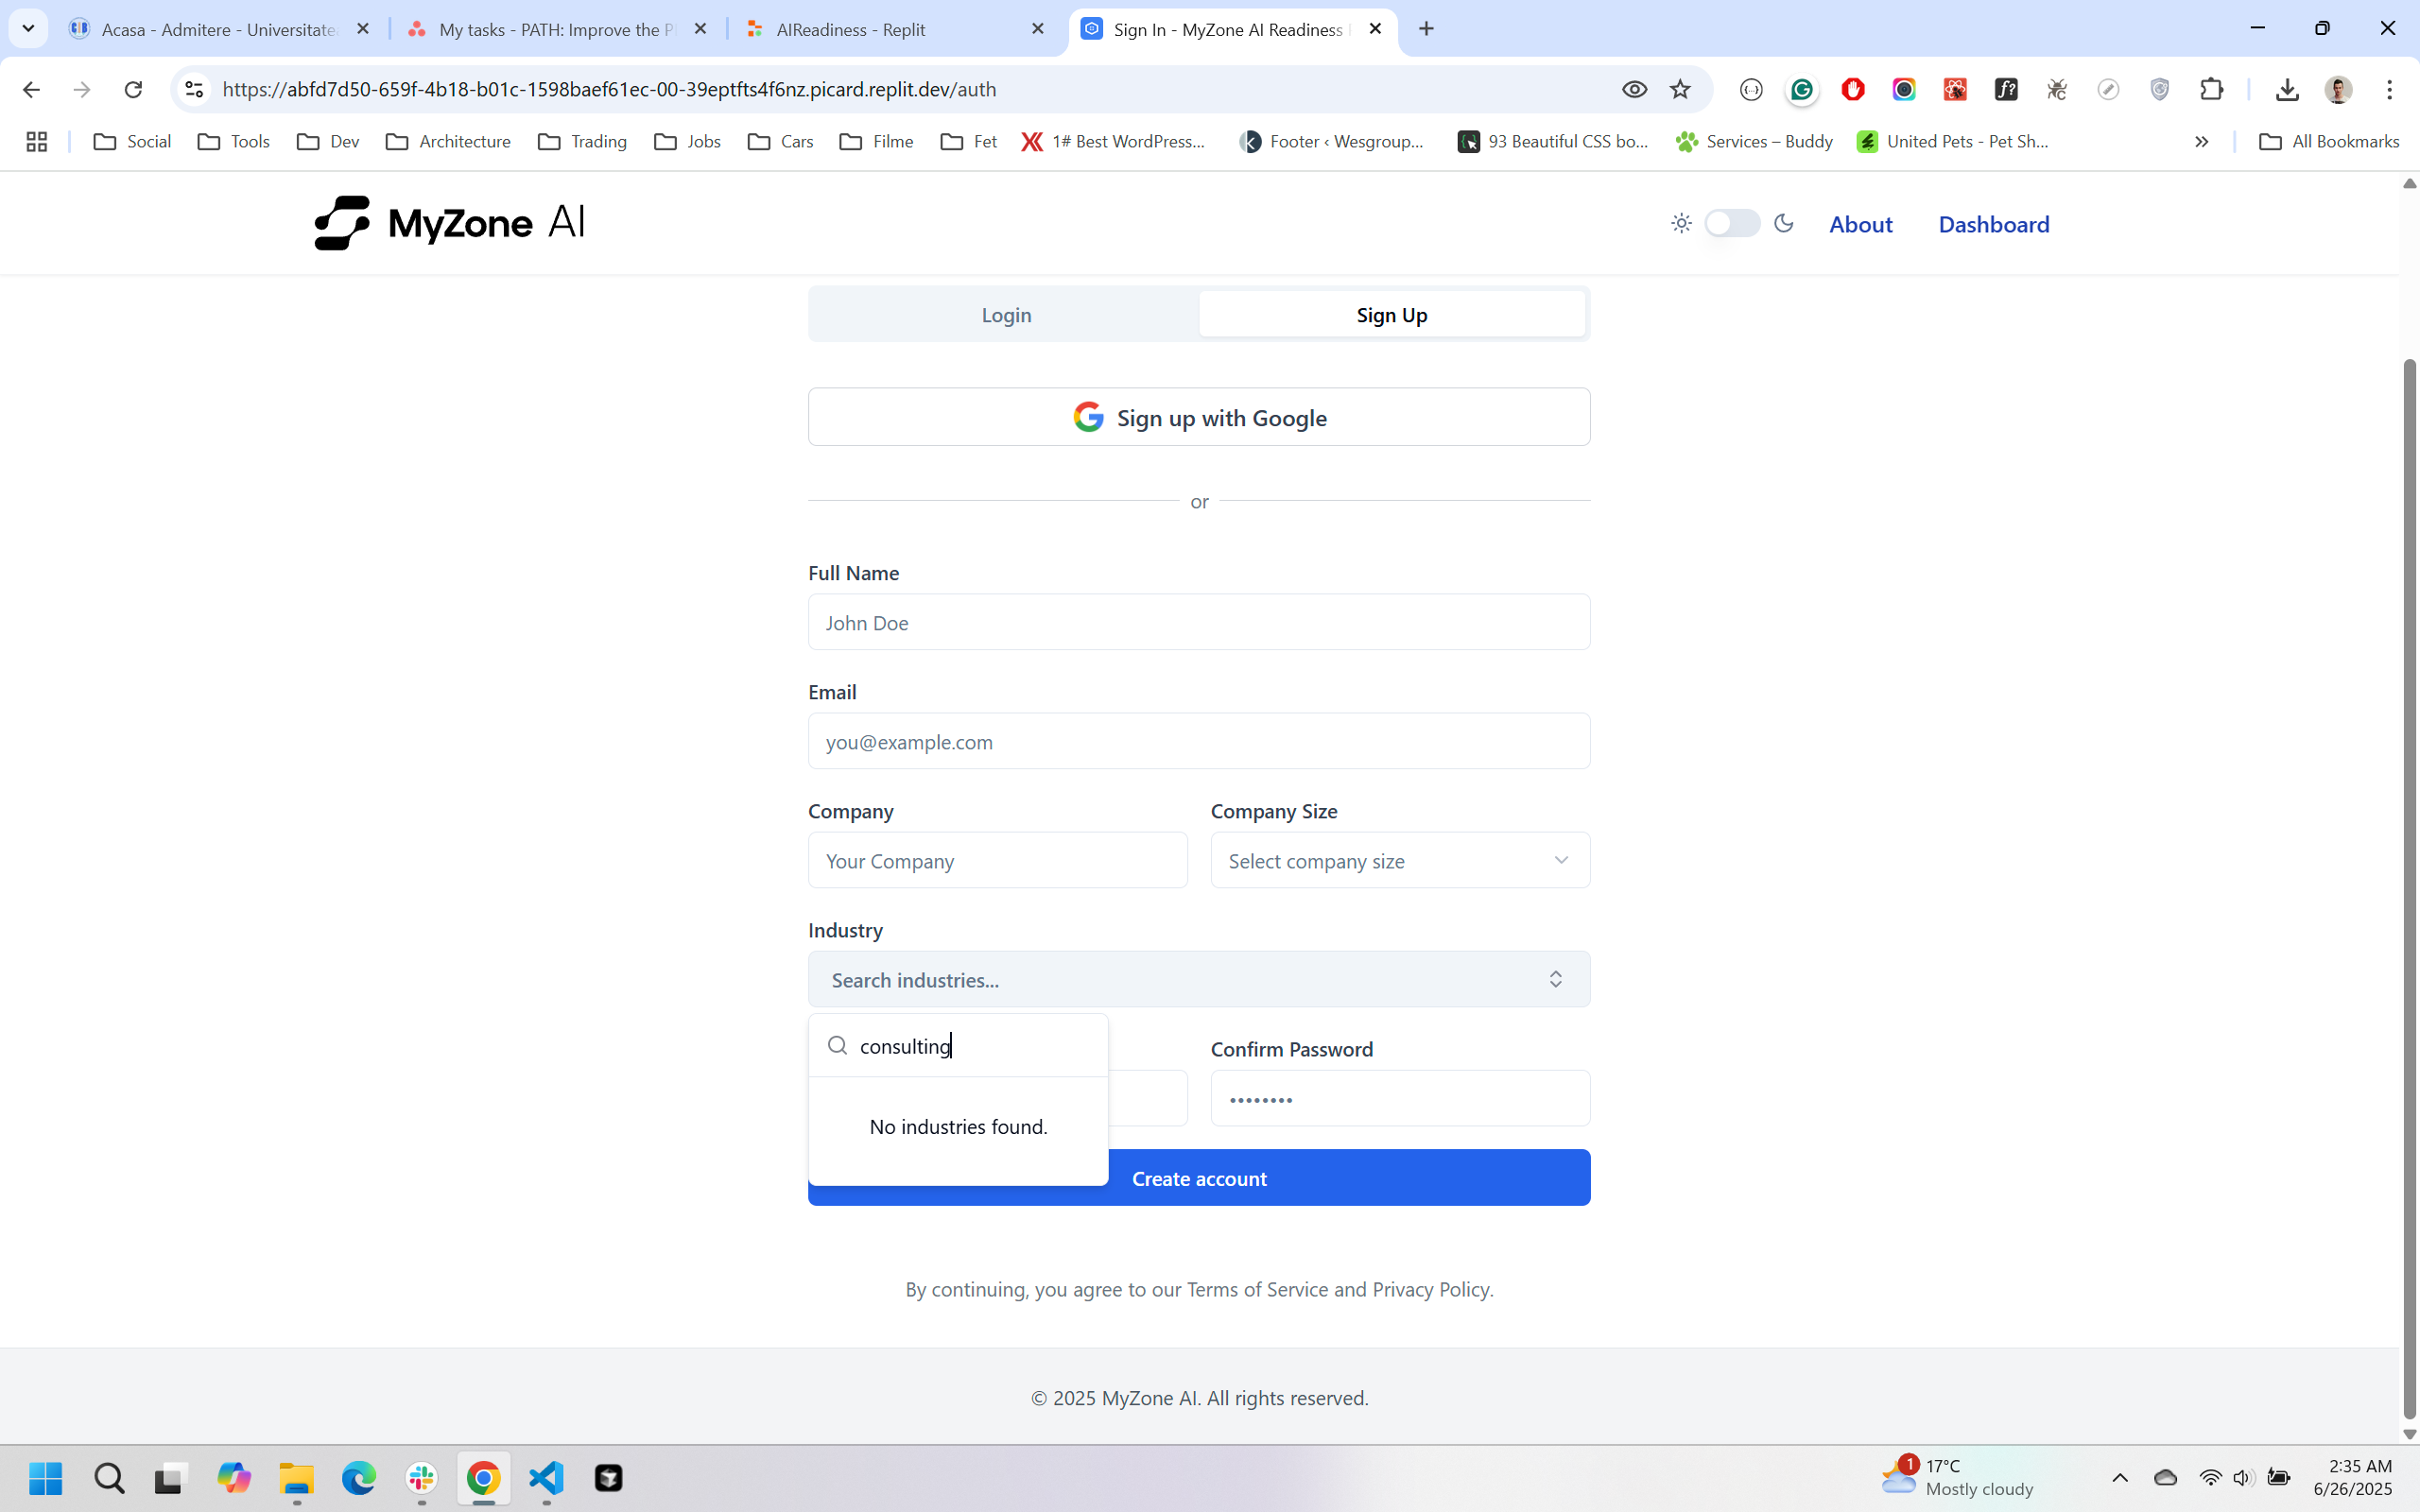 Acasa - Admitere - Universitate
My tasks - PATH: Improve the P
AIReadiness - Replit
Sign In - MyZone AI Readiness
https://abfd7d50-659f-4b18-b01c-1598baef61ec-00-39eptfts4f6nz.picard.replit.dev/auth
Social
Tools
Dev
Architecture
Trading
Jobs
Cars
Filme
Fet
1# Best WordPress...
Footer ‹ Wesgroup...
93 Beautiful CSS bo...
Services – Buddy
United Pets - Pet Sh...
All Bookmarks
MyZone AI
About
Dashboard
Login
Sign Up
Sign up with Google
or
Full Name
John Doe
Email
you@example.com
Company
Company Size
Your Company
Select company size
Industry
Search industries...
consulting
Confirm Password
••••••••
No industries found.
Create account
By continuing, you agree to our Terms of Service and Privacy Policy.
© 2025 MyZone AI. All rights reserved.
1
17°C
Mostly cloudy
2:35 AM
6/26/2025